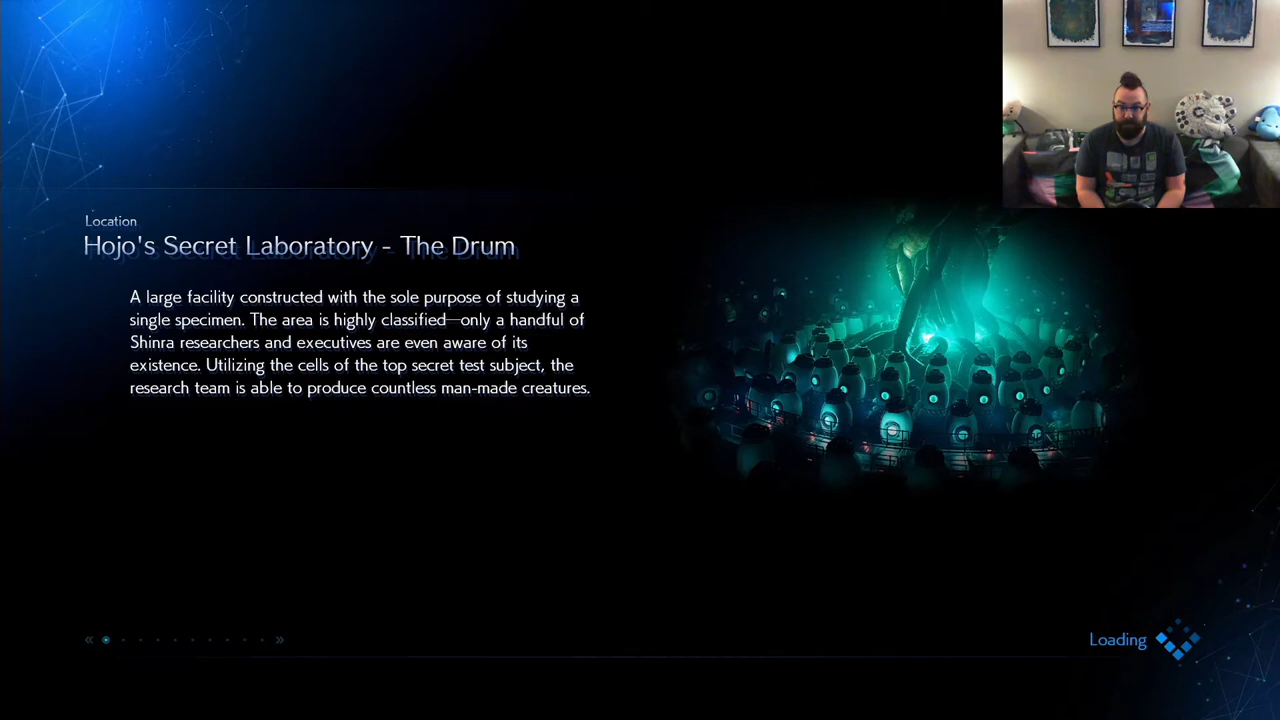 Location
Hojo's Secret Laboratory - The Drum
A large facility constructed with the sole purpose of studying a
single specimen. The area is highly classified—only a handful of
Shinra researchers and executives are even aware of its
existence. Utilizing the cells of the top secret test subject, the
research team is able to produce countless man-made creatures.
Loading